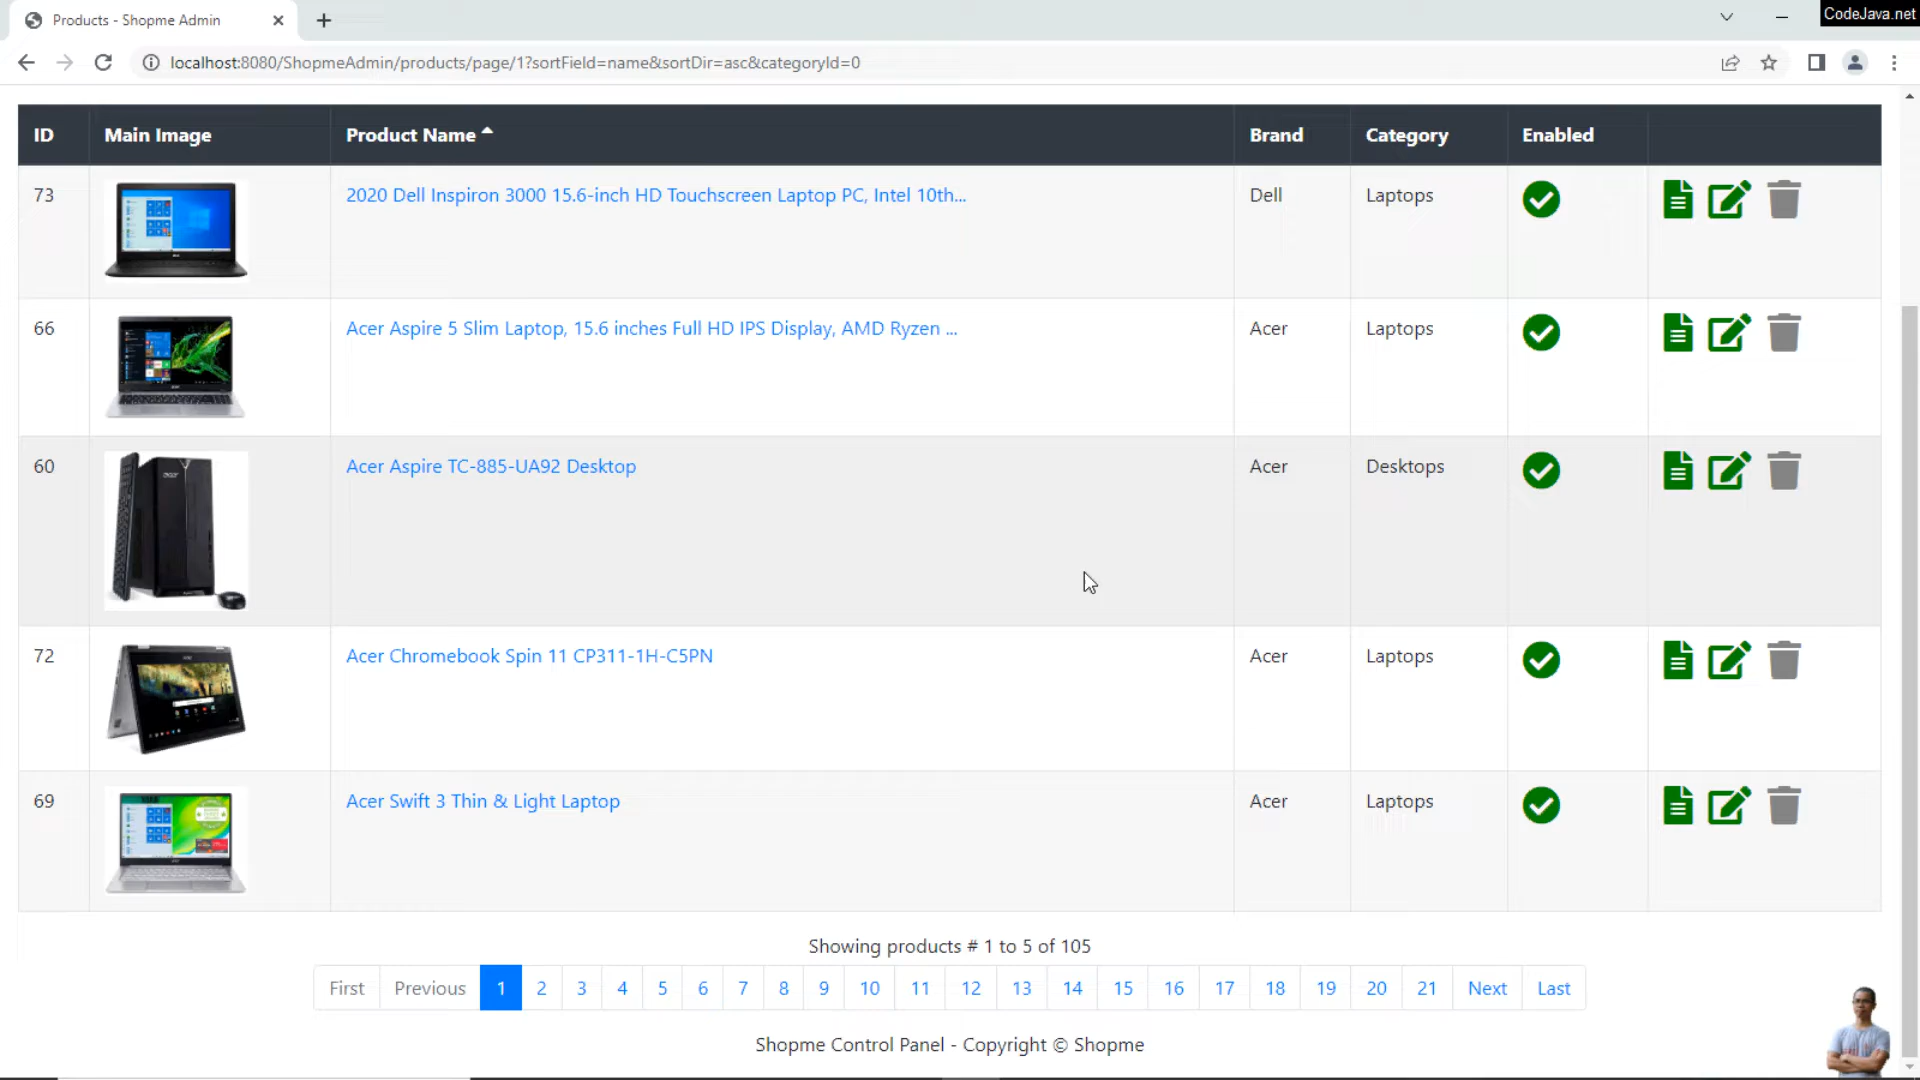 Products - Shopme Admin
CodeJava.net
localhost:8080/ShopmeAdmin/products/page/1?sortField=name&sortDir=asc&categoryId=0
ID Main Image Product Name Brand Category Enabled
73 2020 Dell Inspiron 3000 15.6-inch HD Touchscreen Laptop PC, Intel 10th... Dell Laptops
66 Acer Aspire 5 Slim Laptop, 15.6 inches Full HD IPS Display, AMD Ryzen ... Acer Laptops
60 Acer Aspire TC-885-UA92 Desktop Acer Desktops
72 Acer Chromebook Spin 11 CP311-1H-C5PN Acer Laptops
69 Acer Swift 3 Thin & Light Laptop Acer Laptops
Showing products # 1 to 5 of 105
First Previous 1 2 3 4 5 6 7 8 9 10 11 12 13 14 15 16 17 18 19 20 21 Next Last
Shopme Control Panel - Copyright © Shopme